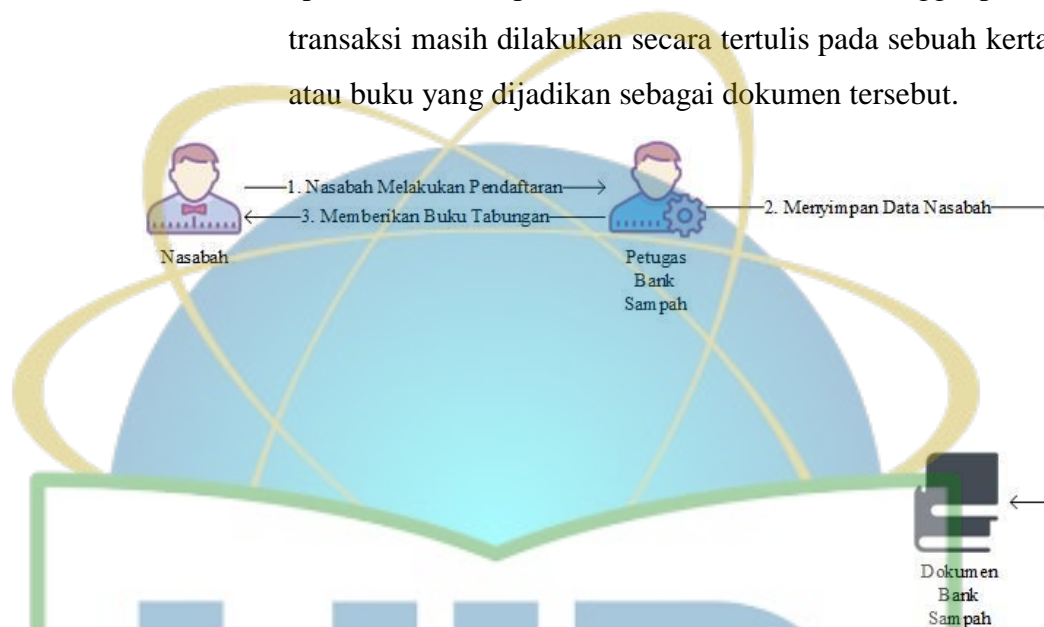 transaksi masih dilakukan secara tertulis pada sebuah kerta
atau buku yang dijadikan sebagai dokumen tersebut.
1. Nasabah Melakukan Pendaftaran
3. Memberikan Buku Tabungan
2. Menyimpan Data Nasabah
Nasabah
Petugas
Bank
Sampah
Dokumen
Bank
Sampah